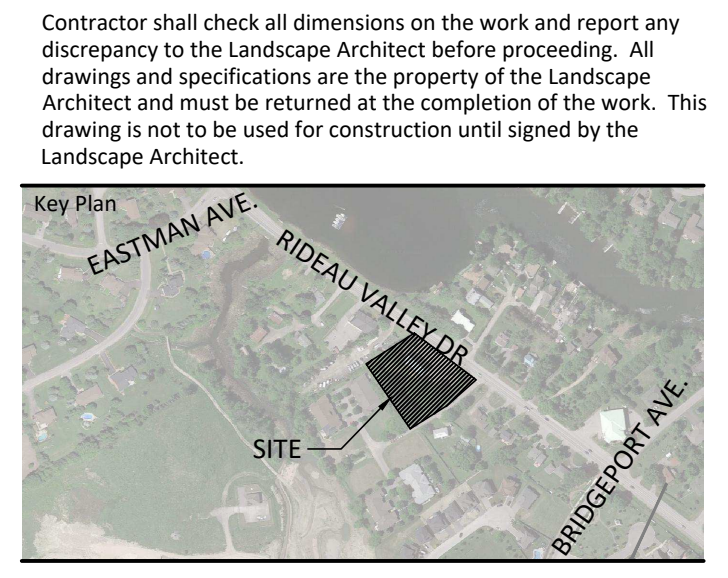 Contractor shall check all dimensions on the work and report any
discrepancy to the Landscape Architect before proceeding.  All
drawings and specifications are the property of the Landscape
Architect and must be returned at the completion of the work.  This
drawing is not to be used for construction until signed by the
Landscape Architect.
Key Plan
EASTMAN AVE.
RIDEAU VALLEY DR
SITE
BRIDGEPORT AVE.